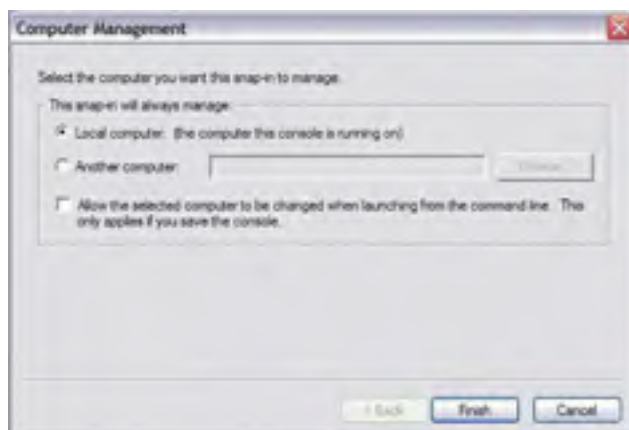 Computer Management
Select the computer you want this snap-in to manage.
This snap-in will always manage:
Local computer: (the computer this console is running on)
Another computer:
Browse...
Allow the selected computer to be changed when launching from the command line. This
only applies if you save the console.
< Back
Finish
Cancel